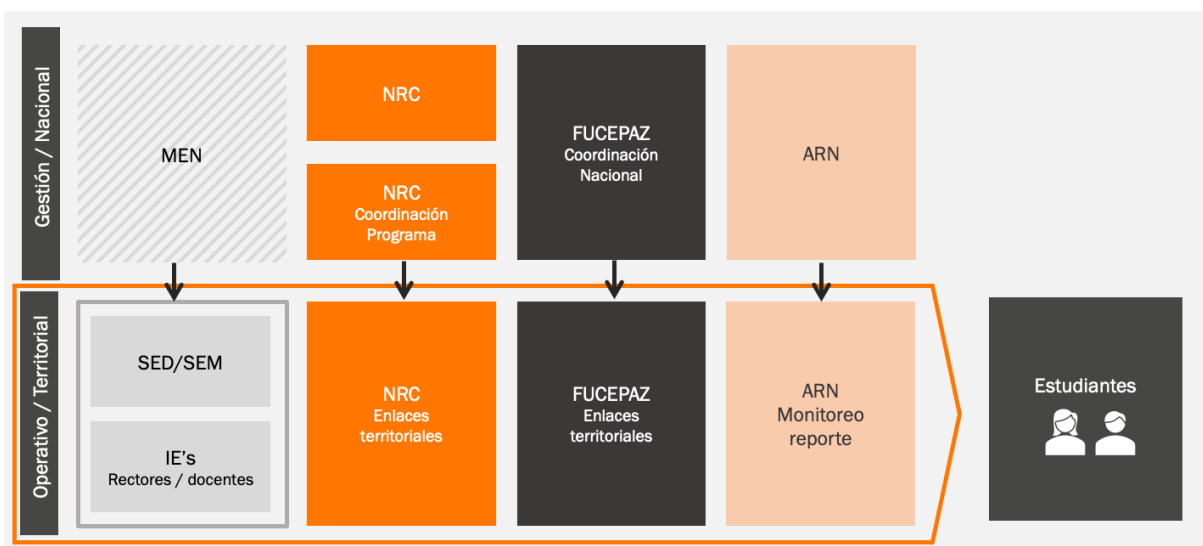 Gestión / Nacional
MEN
NRC
NRC
Coordinación
Programa
FUCEPAZ
Coordinación
Nacional
ARN
Operativo / Territorial
SED/SEM
IE's
Rectores / docentes
NRC
Enlaces
territoriales
FUCEPAZ
Enlaces
territoriales
ARN
Monitoreo
reporte
Estudiantes